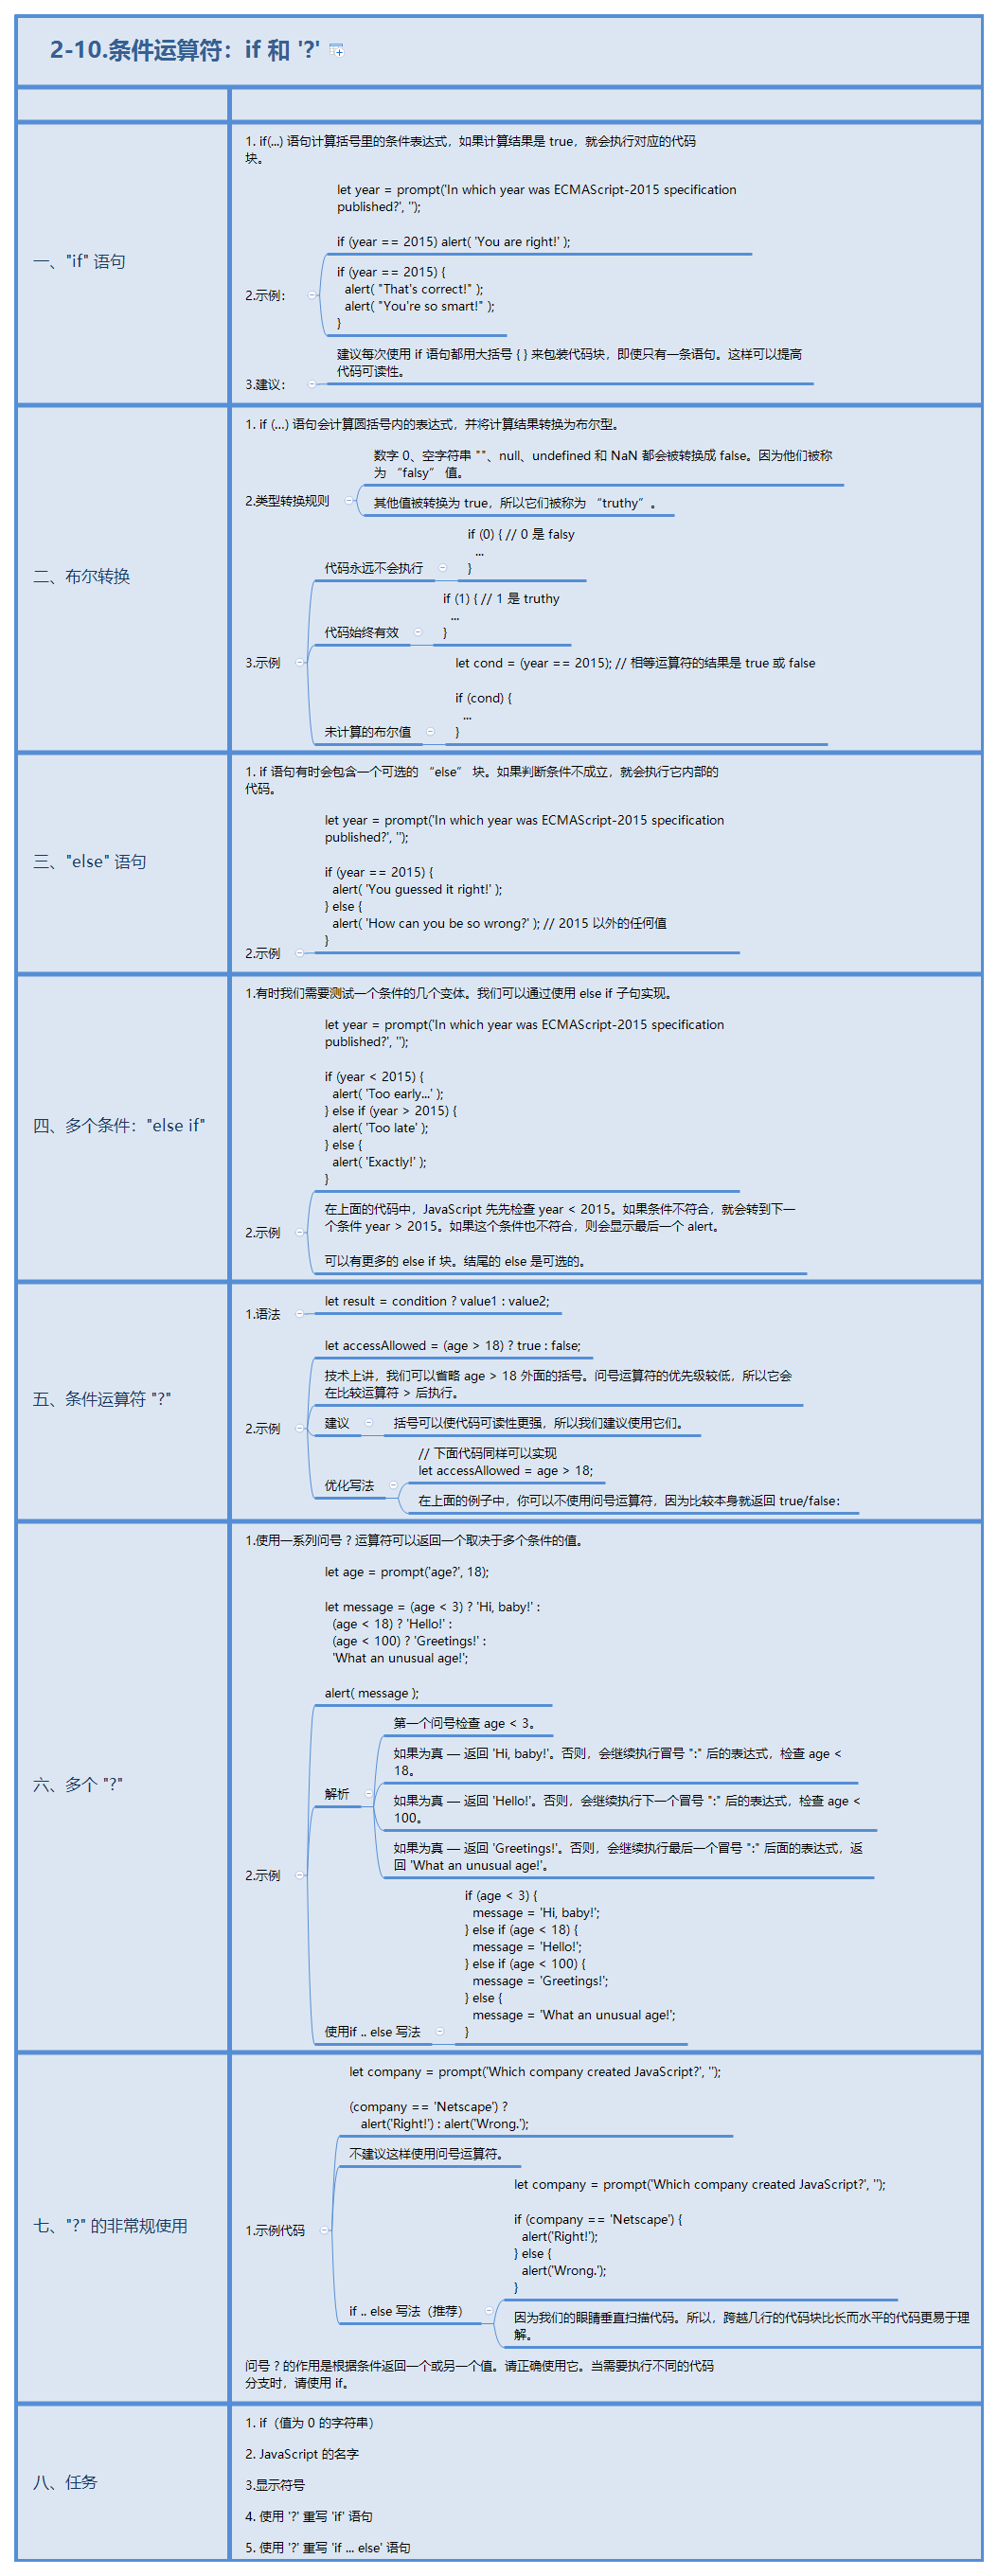 2-10.条件运算符：if 和 '?'
一、"if" 语句
1. if(...) 语句计算括号里的条件表达式，如果计算结果是 true，就会执行对应的代码
块。
let year = prompt('In which year was ECMAScript-2015 specification
published?', '');
if (year == 2015) alert( 'You are right!' );
2.示例：
if (year == 2015) {
alert( "That's correct!" );
alert( "You're so smart!" );
}
3.建议：
建议每次使用 if 语句都用大括号 { } 来包装代码块，即使只有一条语句。这样可以提高
代码可读性。
二、布尔转换
1. if (…) 语句会计算圆括号内的表达式，并将计算结果转换为布尔型。
2.类型转换规则
数字 0、空字符串 ""、null、undefined 和 NaN 都会被转换成 false。因为他们被称
为 “falsy” 值。
其他值被转换为 true，所以它们被称为 “truthy” 。
3.示例
代码永远不会执行
if (0) { // 0 是 falsy
...
}
代码始终有效
if (1) { // 1 是 truthy
...
}
未计算的布尔值
let cond = (year == 2015); // 相等运算符的结果是 true 或 false
if (cond) {
...
}
三、"else" 语句
1. if 语句有时会包含一个可选的 “else” 块。如果判断条件不成立，就会执行它内部的
代码。
2.示例
let year = prompt('In which year was ECMAScript-2015 specification
published?', '');
if (year == 2015) {
alert( 'You guessed it right!' );
} else {
alert( 'How can you be so wrong?' ); // 2015 以外的任何值
}
四、多个条件："else if"
1.有时我们需要测试一个条件的几个变体。我们可以通过使用 else if 子句实现。
2.示例
let year = prompt('In which year was ECMAScript-2015 specification
published?', '');
if (year < 2015) {
alert( 'Too early...' );
} else if (year > 2015) {
alert( 'Too late' );
} else {
alert( 'Exactly!' );
}
在上面的代码中，JavaScript 先先检查 year < 2015。如果条件不符合，就会转到下一
个条件 year > 2015。如果这个条件也不符合，则会显示最后一个 alert。
可以有更多的 else if 块。结尾的 else 是可选的。
五、条件运算符 "?"
1.语法
let result = condition ? value1 : value2;
2.示例
let accessAllowed = (age > 18) ? true : false;
技术上讲，我们可以省略 age > 18 外面的括号。问号运算符的优先级较低，所以它会
在比较运算符 > 后执行。
建议
括号可以使代码可读性更强，所以我们建议使用它们。
优化写法
// 下面代码同样可以实现
let accessAllowed = age > 18;
在上面的例子中，你可以不使用问号运算符，因为比较本身就返回 true/false：
六、多个 "?"
1.使用一系列问号 ? 运算符可以返回一个取决于多个条件的值。
2.示例
let age = prompt('age?', 18);
let message = (age < 3) ? 'Hi, baby!' :
(age < 18) ? 'Hello!' :
(age < 100) ? 'Greetings!' :
'What an unusual age!';
alert( message );
解析
第一个问号检查 age < 3。
如果为真 — 返回 'Hi, baby!'。否则，会继续执行冒号 ":" 后的表达式，检查 age <
18。
如果为真 — 返回 'Hello!'。否则，会继续执行下一个冒号 ":" 后的表达式，检查 age <
100。
如果为真 — 返回 'Greetings!'。否则，会继续执行最后一个冒号 ":" 后面的表达式，返
回 'What an unusual age!'。
使用if .. else 写法
if (age < 3) {
message = 'Hi, baby!';
} else if (age < 18) {
message = 'Hello!';
} else if (age < 100) {
message = 'Greetings!';
} else {
message = 'What an unusual age!';
}
七、"?" 的非常规使用
1.示例代码
let company = prompt('Which company created JavaScript?', '');
(company == 'Netscape') ?
alert('Right!') : alert('Wrong.');
不建议这样使用问号运算符。
if .. else 写法（推荐）
let company = prompt('Which company created JavaScript?', '');
if (company == 'Netscape') {
alert('Right!');
} else {
alert('Wrong.');
}
因为我们的眼睛垂直扫描代码。所以，跨越几行的代码块比长而水平的代码更易于理
解。
问号 ? 的作用是根据条件返回一个或另一个值。请正确使用它。当需要执行不同的代码
分支时，请使用 if。
八、任务
1. if（值为 0 的字符串）
2. JavaScript 的名字
3.显示符号
4. 使用 '?' 重写 'if' 语句
5. 使用 '?' 重写 'if ... else' 语句